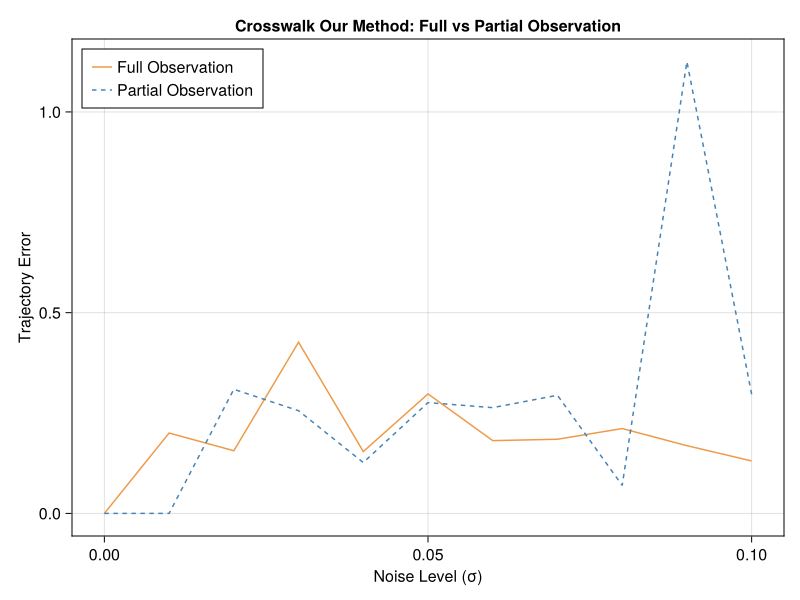 Crosswalk Our Method: Full vs Partial Observation
Full Observation
Partial Observation
Trajectory Error
1.0
0.5
0.0
0.00
0.05
0.10
Noise Level (σ)